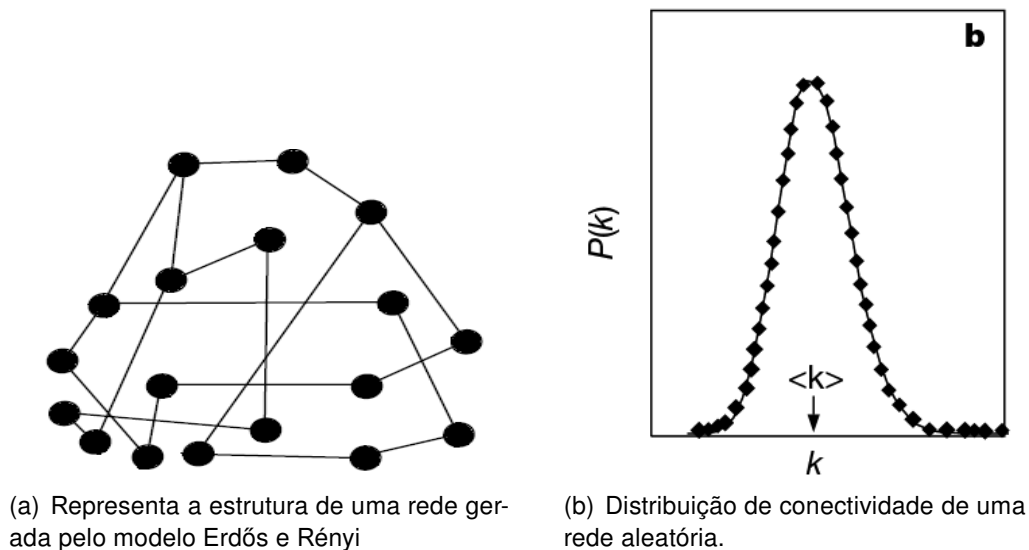 b
P(k)
<k>
k
(a) Representa a estrutura de uma rede ger-
ada pelo modelo Erdős e Rényi
(b) Distribuição de conectividade de uma
rede aleatória.